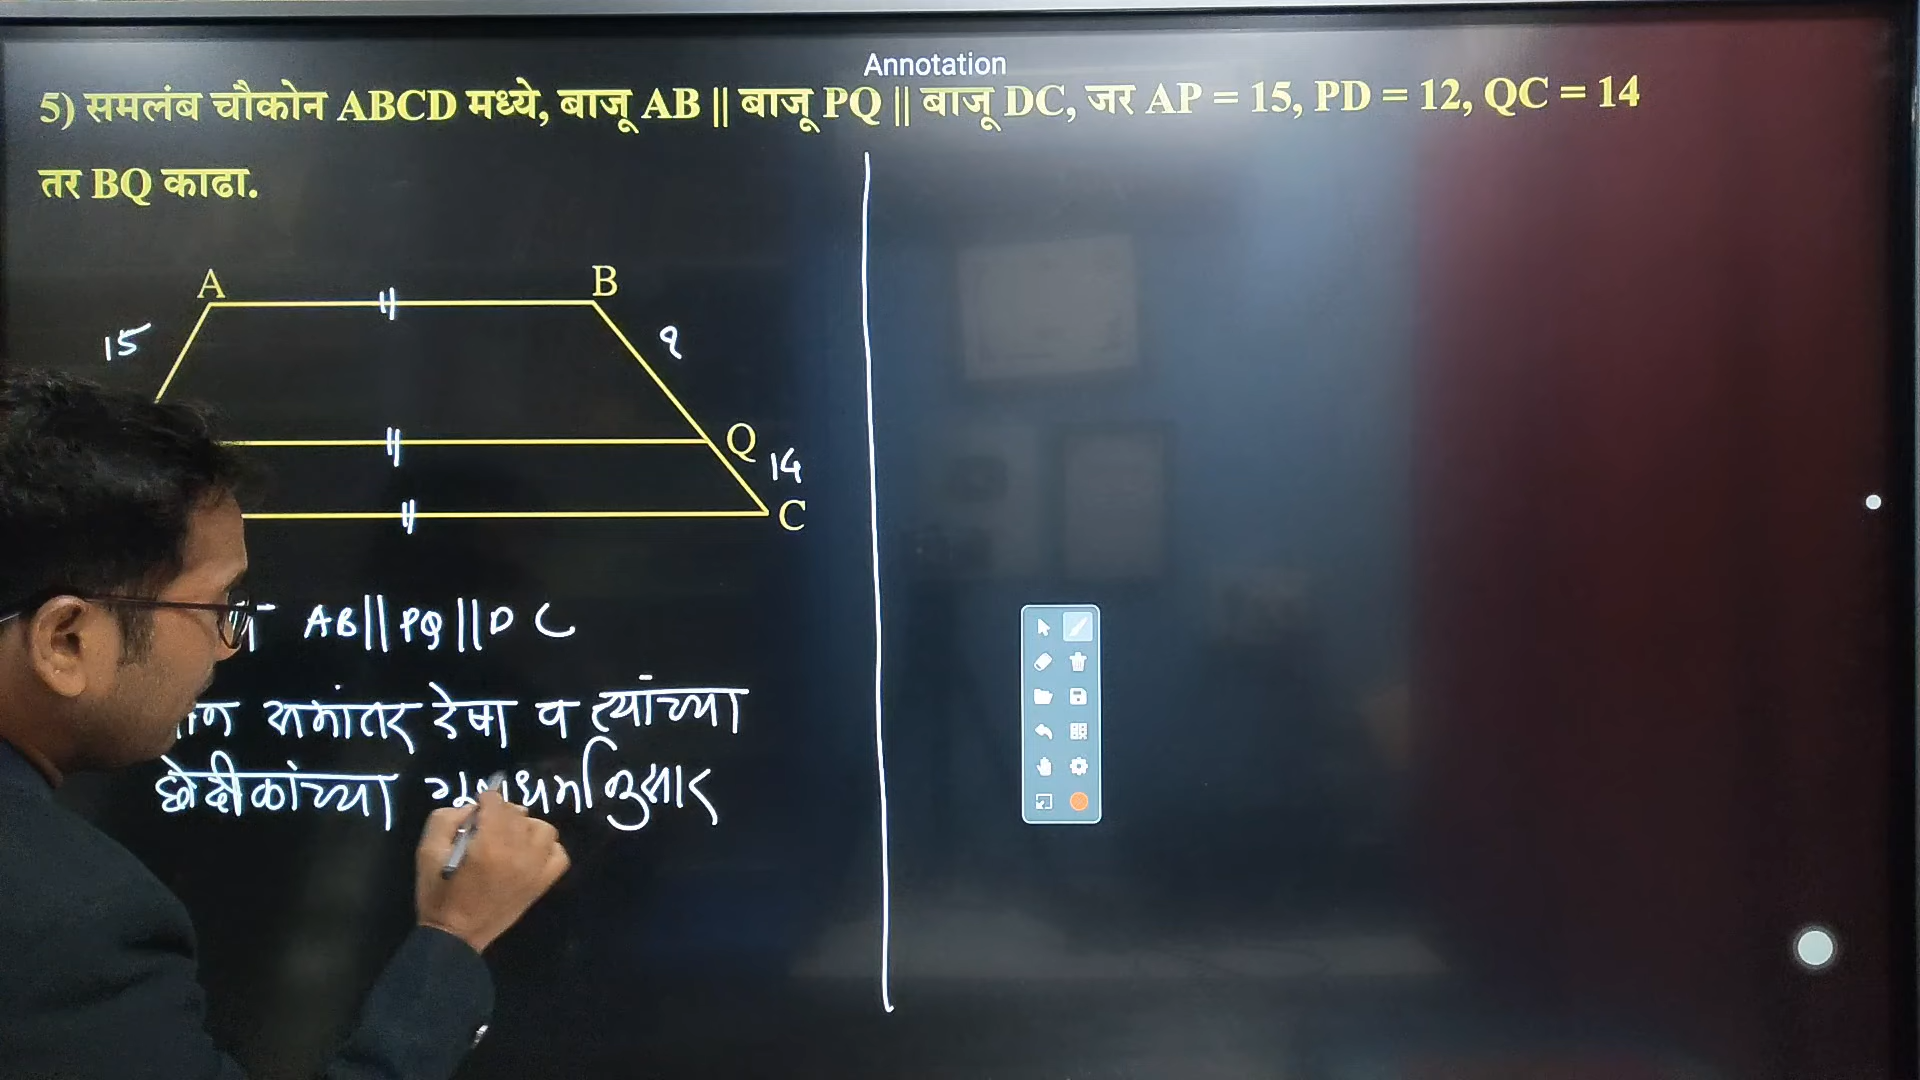 Annotation
5) समलंब चौकोन ABCD मध्ये, बाजू AB || बाजू PQ || बाजू DC, जर AP = 15, PD = 12, QC = 14
तर BQ काढा.
A
B
15
Q
14
C
AB || PQ || DC
समांतर रेषा व त्यांच्या
छेदीकांच्या गुणधर्मानुसार